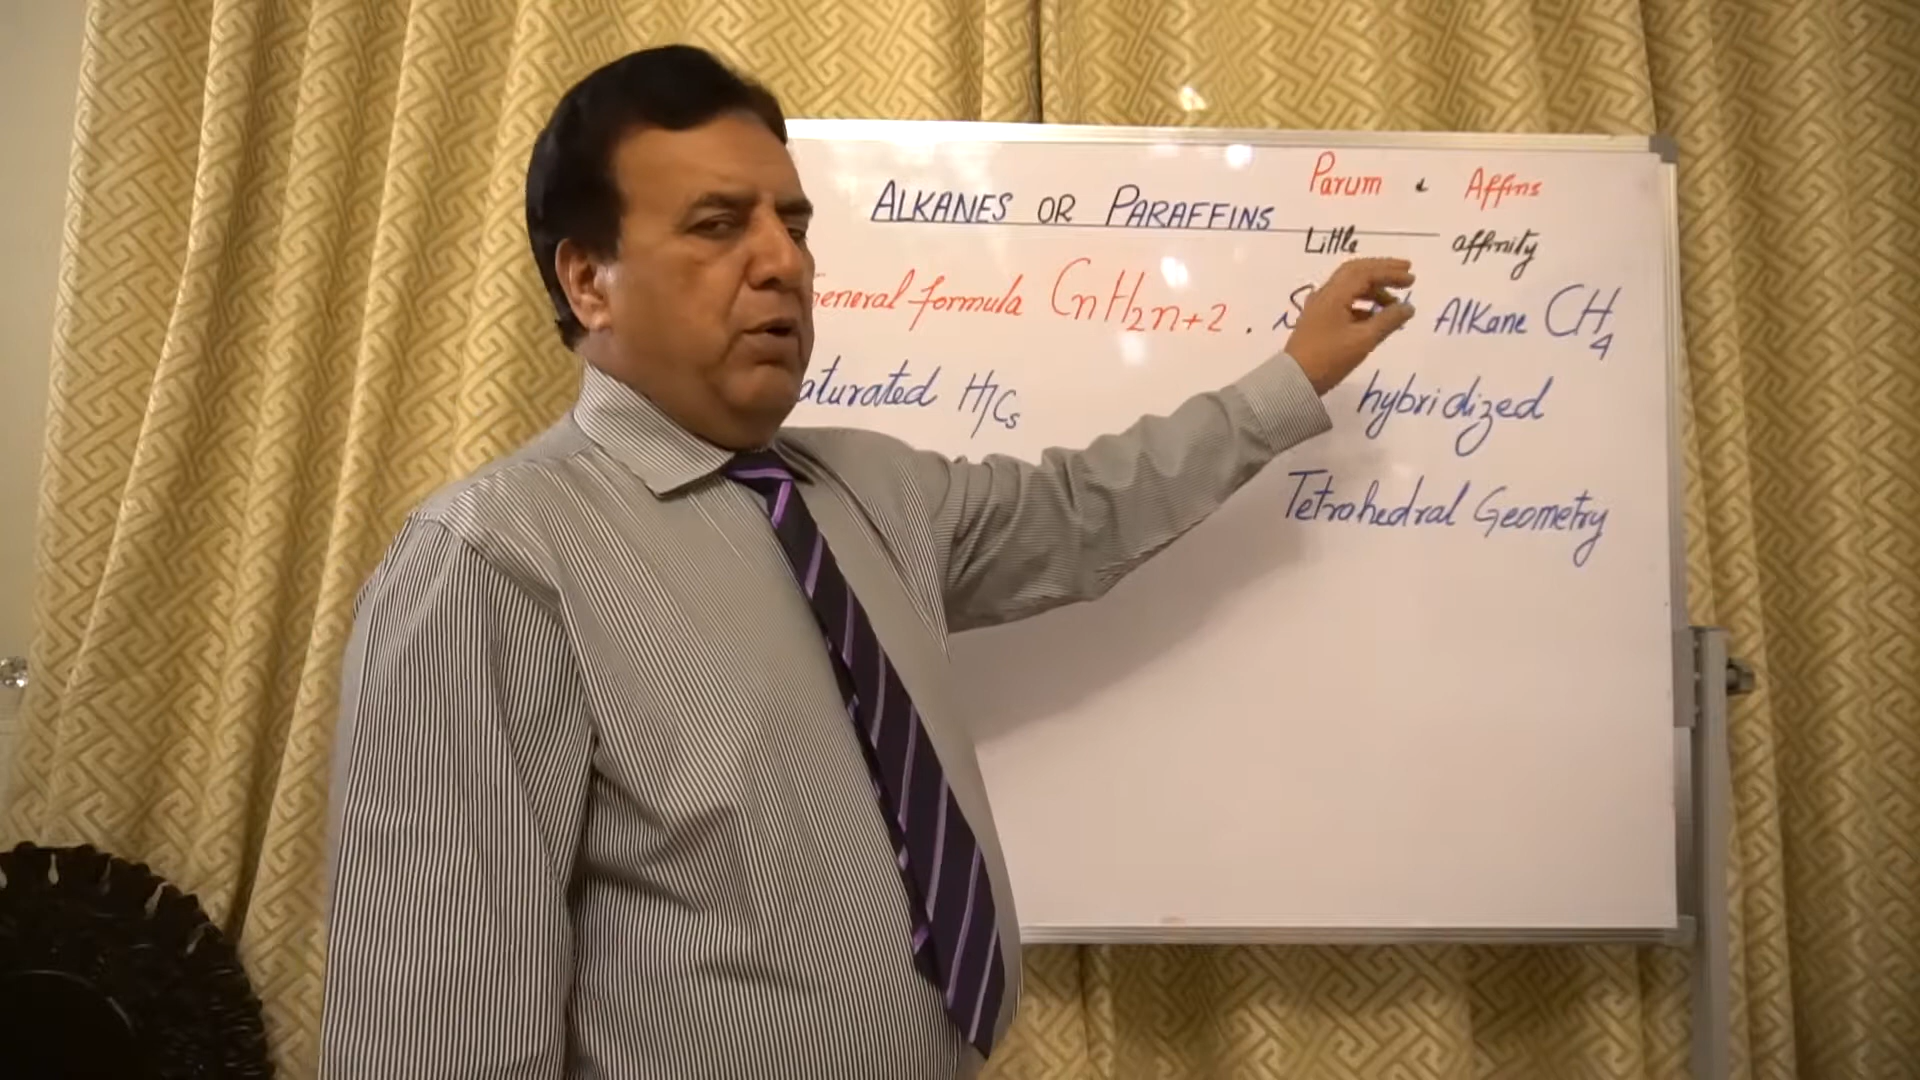 Parum & Affins
ALKANES OR PARAFFINS
Little affinity
General formula CnH2n+2. Alkane CH4
aturated H/Cs hybridized
Tetrahedral Geometry